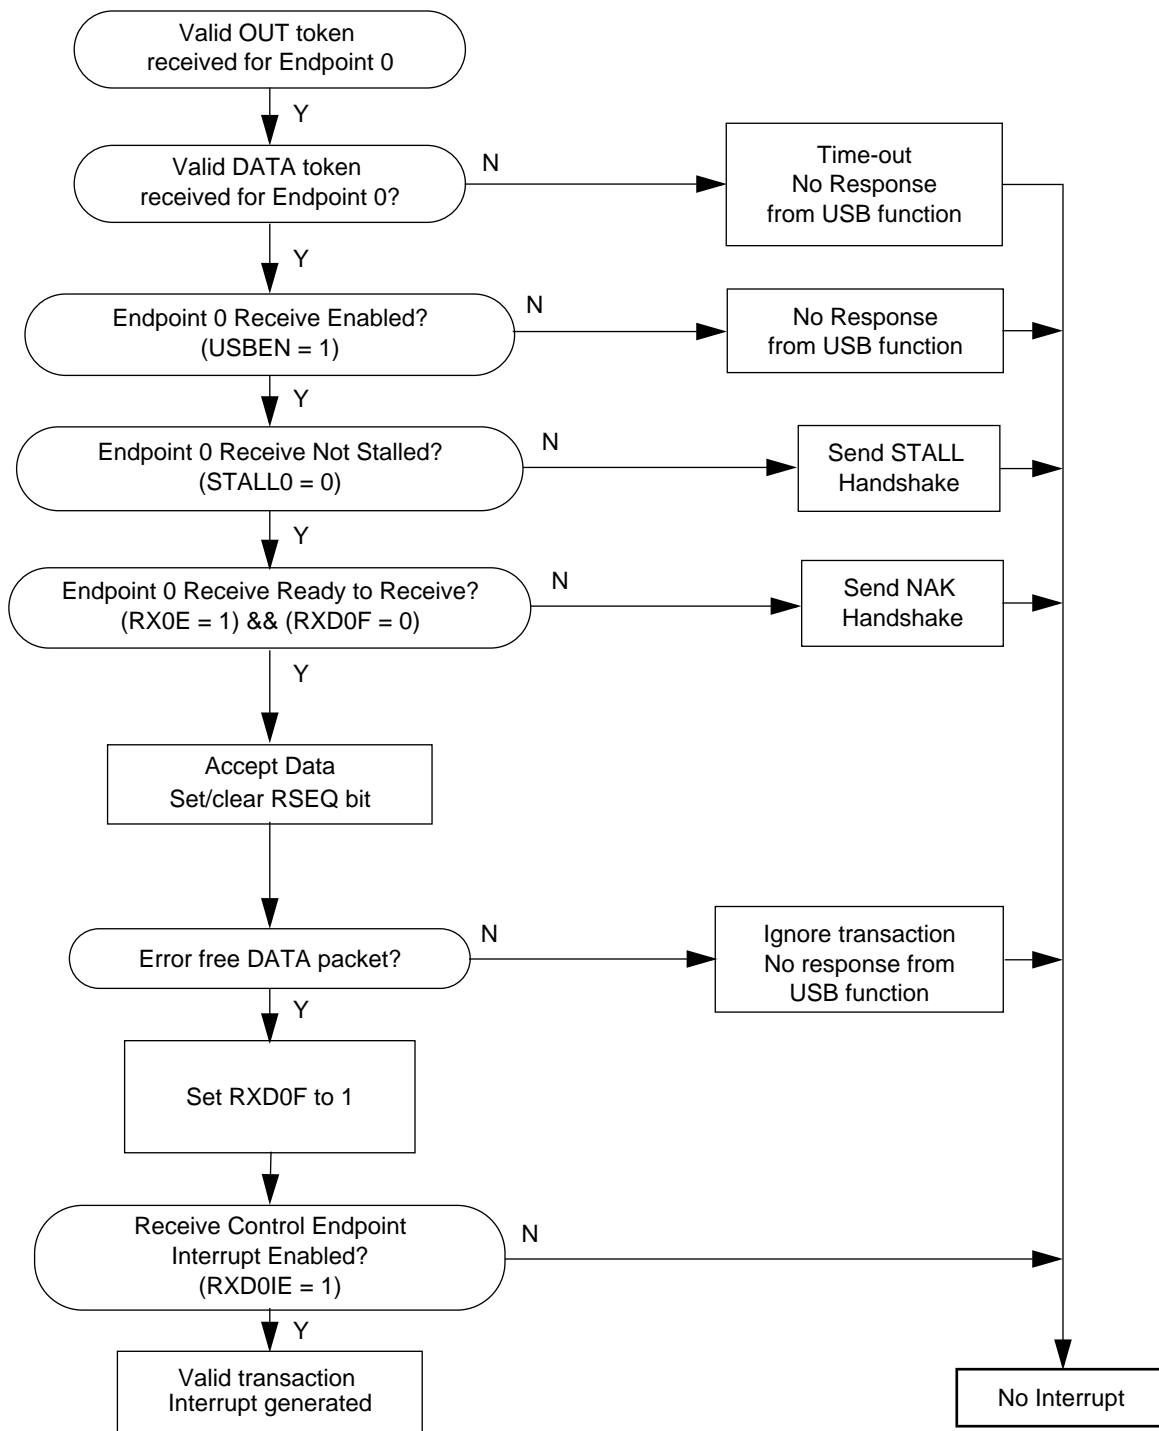 Valid OUT token
received for Endpoint 0
Y
Valid DATA token
received for Endpoint 0?
N
Time-out
No Response
from USB function
Y
Endpoint 0 Receive Enabled?
(USBEN = 1)
N
No Response
from USB function
Y
Endpoint 0 Receive Not Stalled?
(STALL0 = 0)
N
Send STALL
Handshake
Y
Endpoint 0 Receive Ready to Receive?
(RX0E = 1) && (RXD0F = 0)
N
Send NAK
Handshake
Y
Accept Data
Set/clear RSEQ bit
Error free DATA packet?
N
Ignore transaction
No response from
USB function
Y
Set RXD0F to 1
Receive Control Endpoint
Interrupt Enabled?
(RXD0IE = 1)
N
Y
Valid transaction
Interrupt generated
No Interrupt